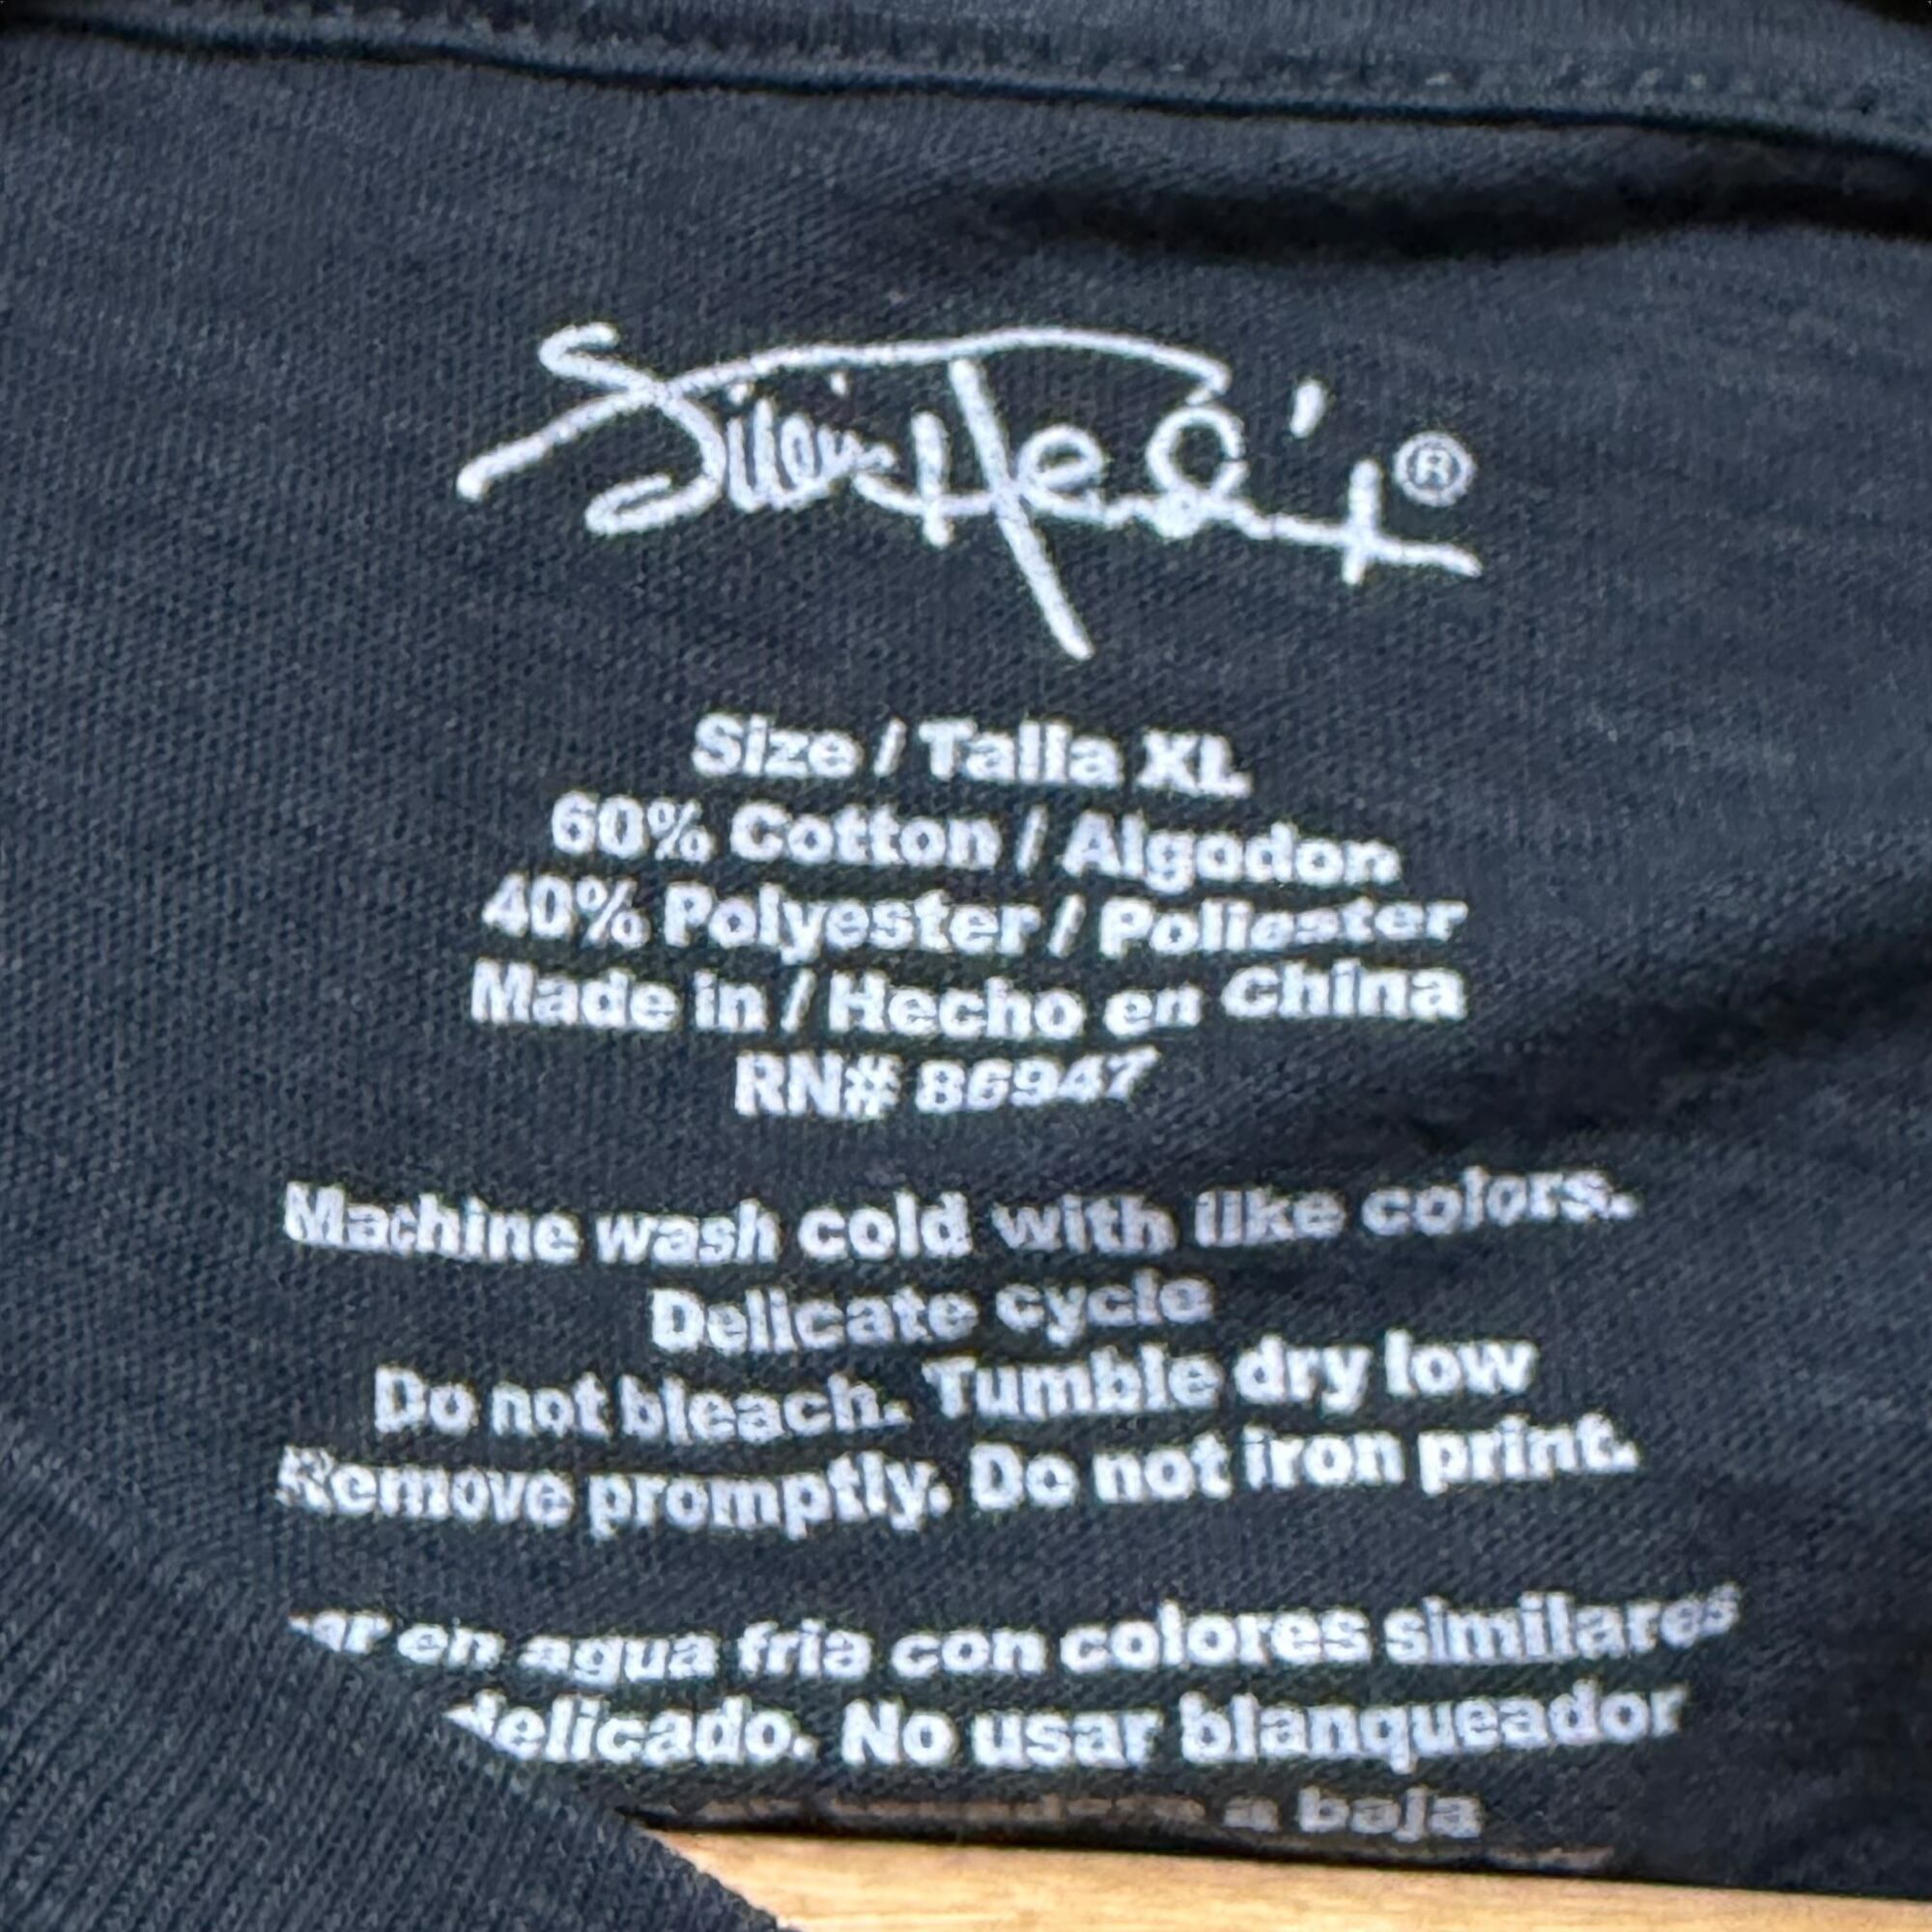 Jimi Hendrix®
Size / Talla XL
60% Cotton / Algodon
40% Polyester / Poliester
Made in / Hecho en China
RN# 86947
Machine wash cold with like colors.
Delicate cycle
Do not bleach. Tumble dry low
Remove promptly. Do not iron print.
en agua fria con colores similares
delicado. No usar blanqueador
a baja